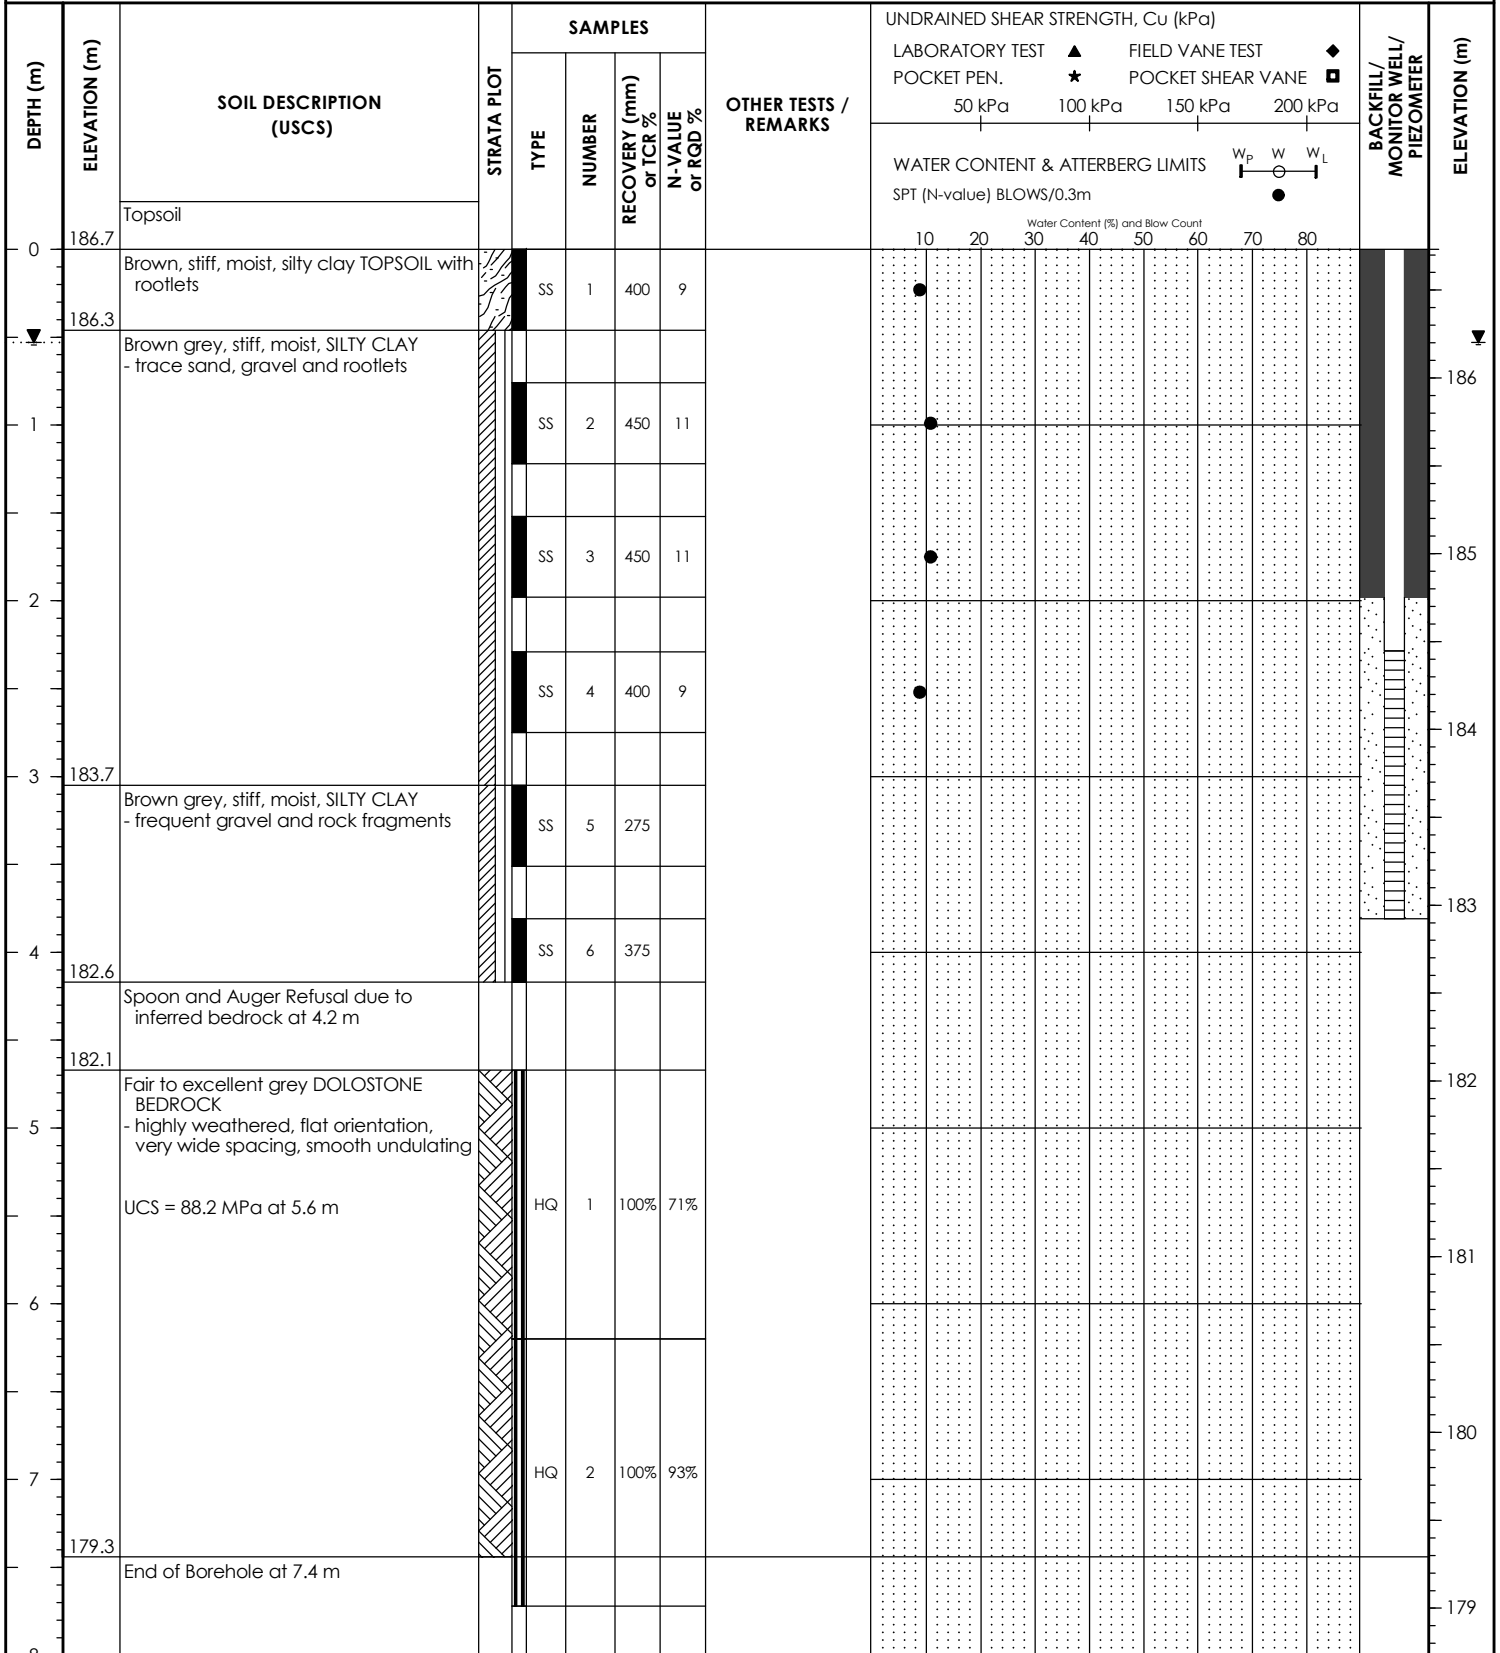 DEPTH (m)
ELEVATION (m)
SOIL DESCRIPTION
(USCS)
STRATA PLOT
SAMPLES
TYPE
NUMBER
RECOVERY (mm)
or TCR %
N-VALUE
or RQD %
OTHER TESTS /
REMARKS
UNDRAINED SHEAR STRENGTH, Cu (kPa)
LABORATORY TEST FIELD VANE TEST
POCKET PEN. POCKET SHEAR VANE
50 kPa 100 kPa 150 kPa 200 kPa
WATER CONTENT & ATTERBERG LIMITS WP W WL
SPT (N-value) BLOWS/0.3m
Water Content (%) and Blow Count
10 20 30 40 50 60 70 80
BACKFILL/
MONITOR WELL/
PIEZOMETER
ELEVATION (m)
Topsoil
0 186.7
Brown, stiff, moist, silty clay TOPSOIL with
rootlets
SS 1 400 9
186.3
Brown grey, stiff, moist, SILTY CLAY
- trace sand, gravel and rootlets
186
1 SS 2 450 11
SS 3 450 11 185
2
SS 4 400 9
184
3 183.7
Brown grey, stiff, moist, SILTY CLAY
- frequent gravel and rock fragments
SS 5 275
183
4 SS 6 375
182.6
Spoon and Auger Refusal due to
inferred bedrock at 4.2 m
182.1
182
Fair to excellent grey DOLOSTONE
BEDROCK
5 - highly weathered, flat orientation,
very wide spacing, smooth undulating
UCS = 88.2 MPa at 5.6 m
HQ 1 100% 71%
181
6
180
7 HQ 2 100% 93%
179.3
End of Borehole at 7.4 m
179
8